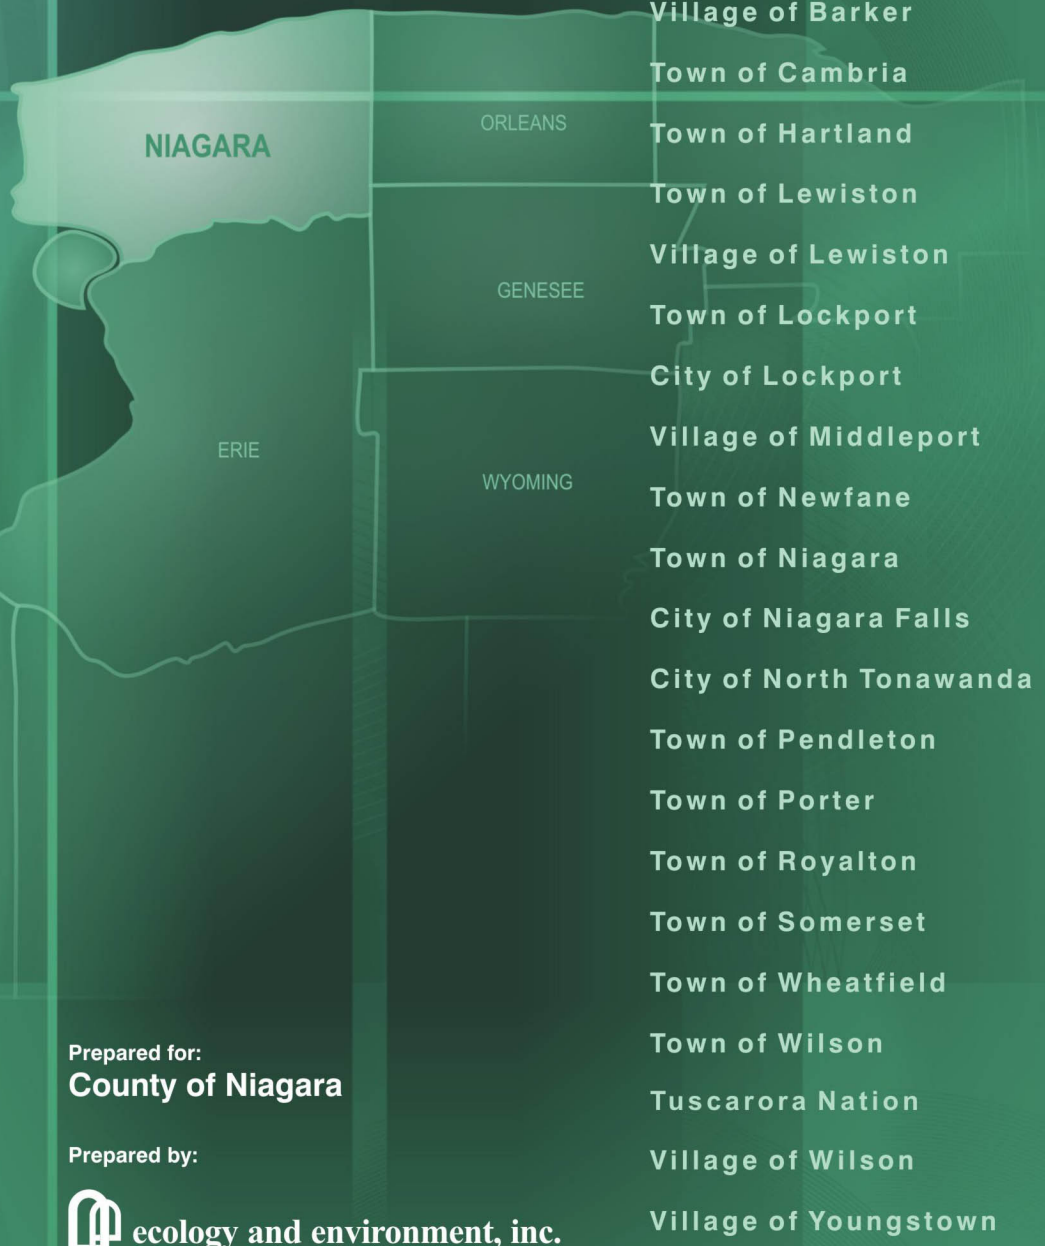 NIAGARA
ORLEANS
GENESEE
ERIE
WYOMING
Village of Barker
Town of Cambria
Town of Hartland
Town of Lewiston
Village of Lewiston
Town of Lockport
City of Lockport
Village of Middleport
Town of Newfane
Town of Niagara
City of Niagara Falls
City of North Tonawanda
Town of Pendleton
Town of Porter
Town of Royalton
Town of Somerset
Town of Wheatfield
Town of Wilson
Tuscarora Nation
Village of Wilson
Village of Youngstown
Prepared for:
County of Niagara
Prepared by:
ecology and environment, inc.